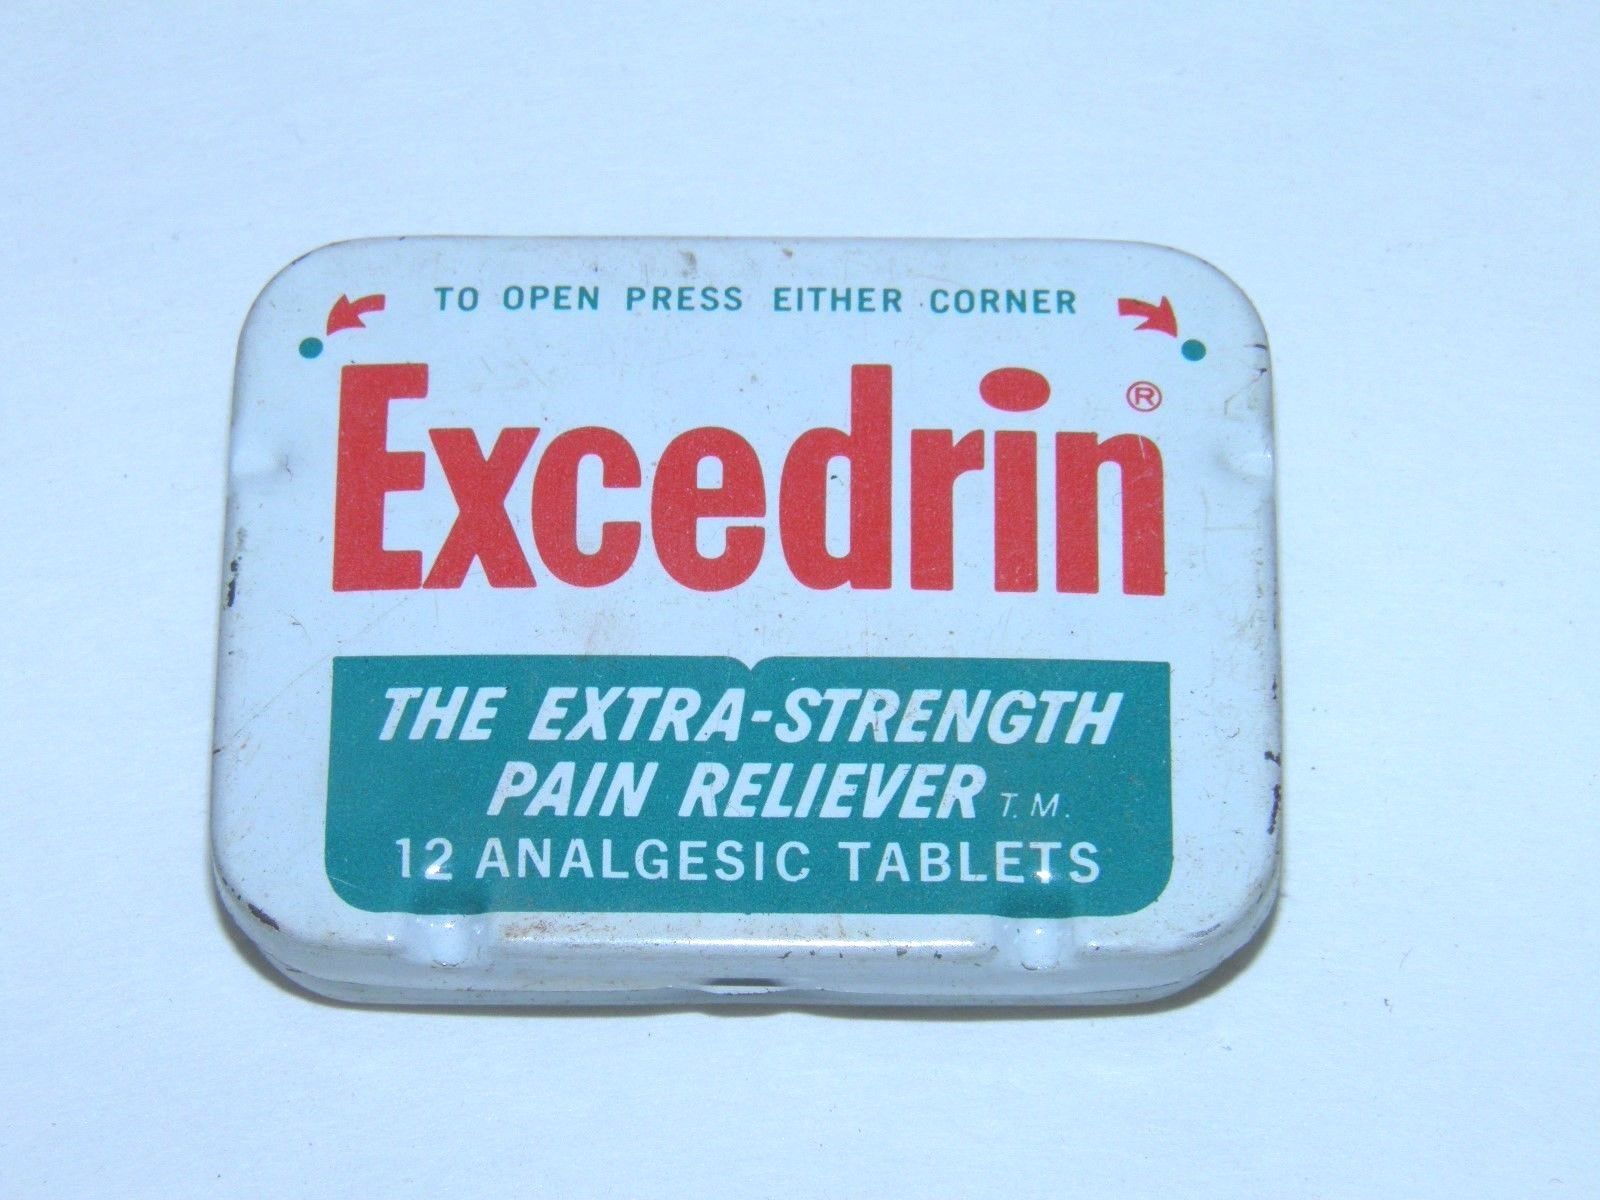 TO OPEN PRESS EITHER CORNER
Excedrin®
THE EXTRA-STRENGTH
PAIN RELIEVER T.M.
12 ANALGESIC TABLETS